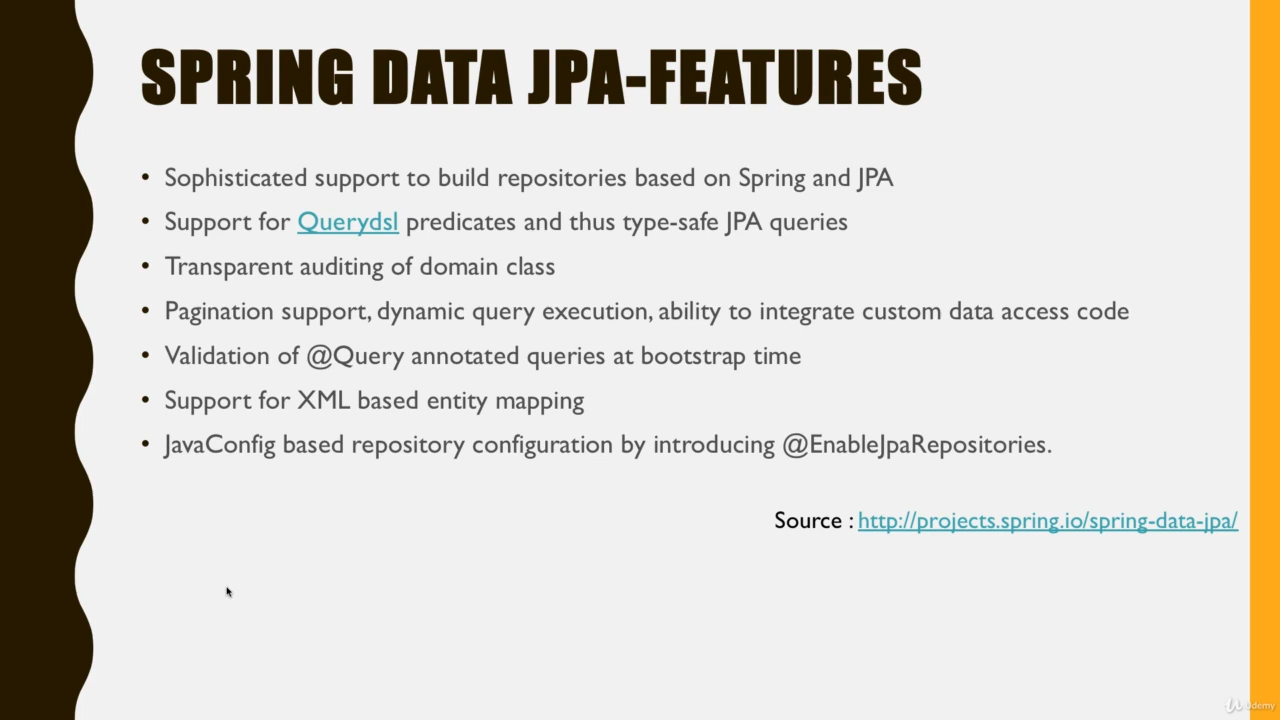 SPRING DATA JPA-FEATURES
• Sophisticated support to build repositories based on Spring and JPA
• Support for Querydsl predicates and thus type-safe JPA queries
• Transparent auditing of domain class
• Pagination support, dynamic query execution, ability to integrate custom data access code
• Validation of @Query annotated queries at bootstrap time
• Support for XML based entity mapping
• JavaConfig based repository configuration by introducing @EnableJpaRepositories.
Source : http://projects.spring.io/spring-data-jpa/
Udemy